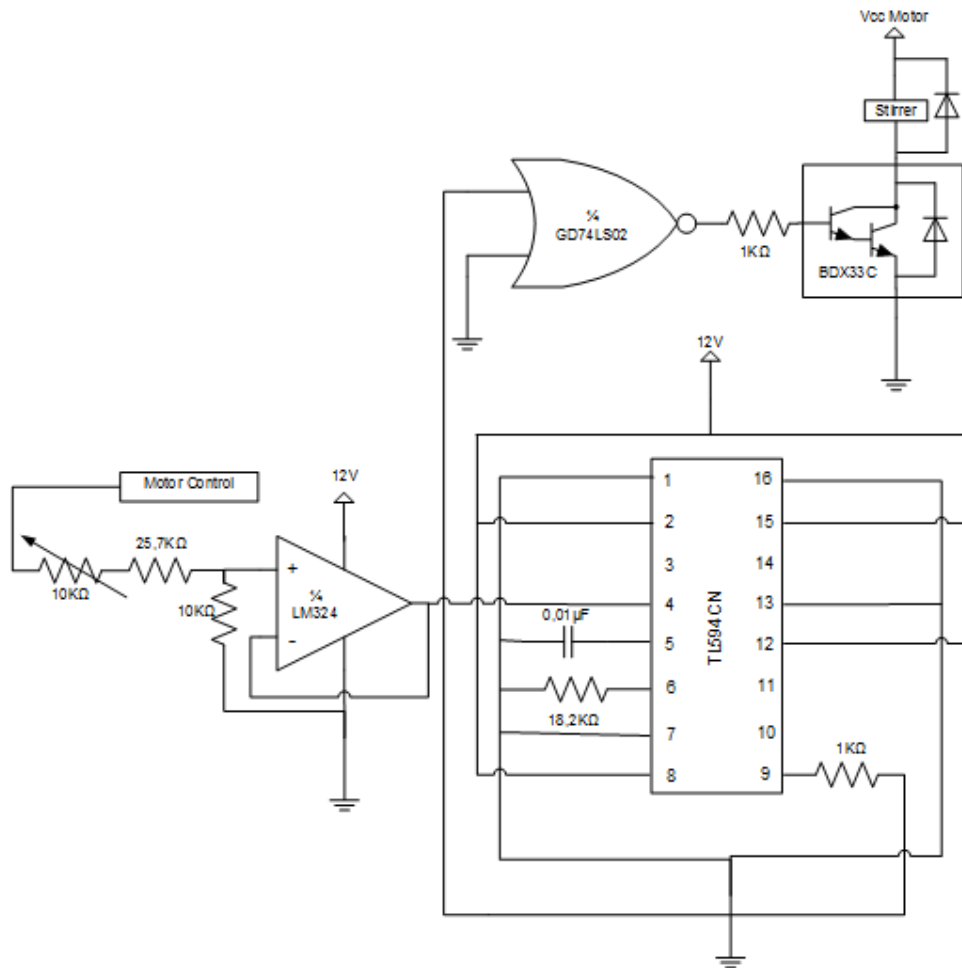 Vcc Motor
Stirrer
¼
GD74LS02
1KΩ
BDX33C
12V
Motor Control
12V
25,7KΩ
10KΩ
10KΩ
+
-
¼
LM324
0,01µF
18,2KΩ
TL594CN
1
2
3
4
5
6
7
8
16
15
14
13
12
11
10
9
1KΩ